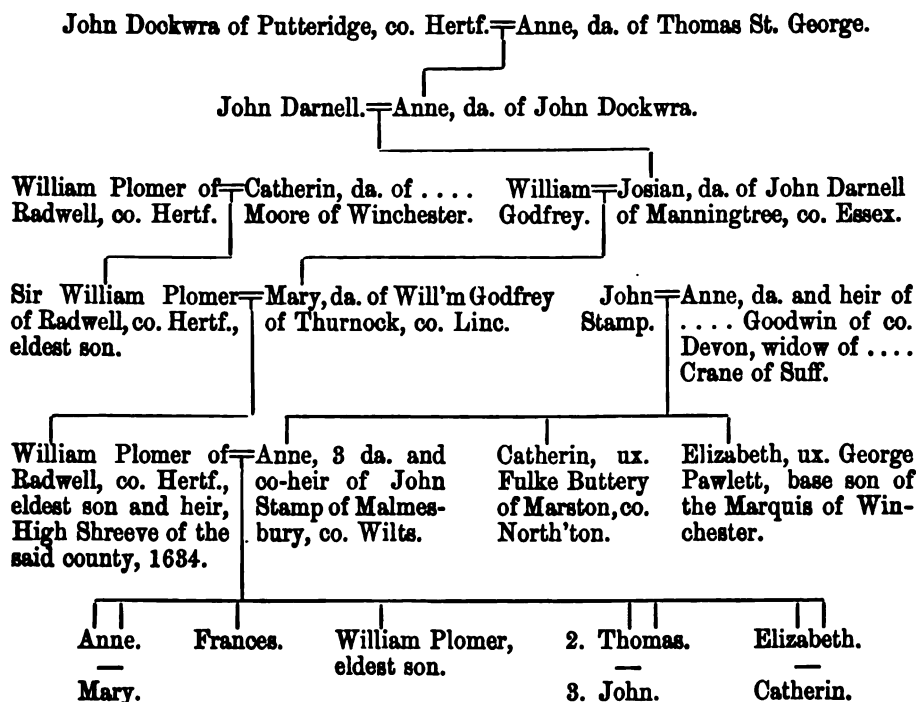 John Dockwra of Putteridge, co. Hertf.=Anne, da. of Thomas St. George.
John Darnell.=Anne, da. of John Dockwra.
William Plomer of
Radwell, co. Hertf.
=Catherin, da. of ....
Moore of Winchester.
William
Godfrey.
=Josian, da. of John Darnell
of Manningtree, co. Essex.
Sir William Plomer
of Radwell, co. Hertf.,
eldest son.
=Mary, da. of Will'm Godfrey
of Thurnock, co. Linc.
John
Stamp.
=Anne, da. and heir of
.... Goodwin of co.
Devon, widow of ....
Crane of Suff.
William Plomer of
Radwell, co. Hertf.,
eldest son and heir,
High Shreeve of the
said county, 1634.
=Anne, 3 da. and
co-heir of John
Stamp of Malmes-
bury, co. Wilts.
Catherin, ux.
Fulke Buttery
of Marston, co.
North'ton.
Elizabeth, ux. George
Pawlett, base son of
the Marquis of Win-
chester.
Anne.
Mary.
Frances.
William Plomer,
eldest son.
2. Thomas.
3. John.
Elizabeth.
Catherin.